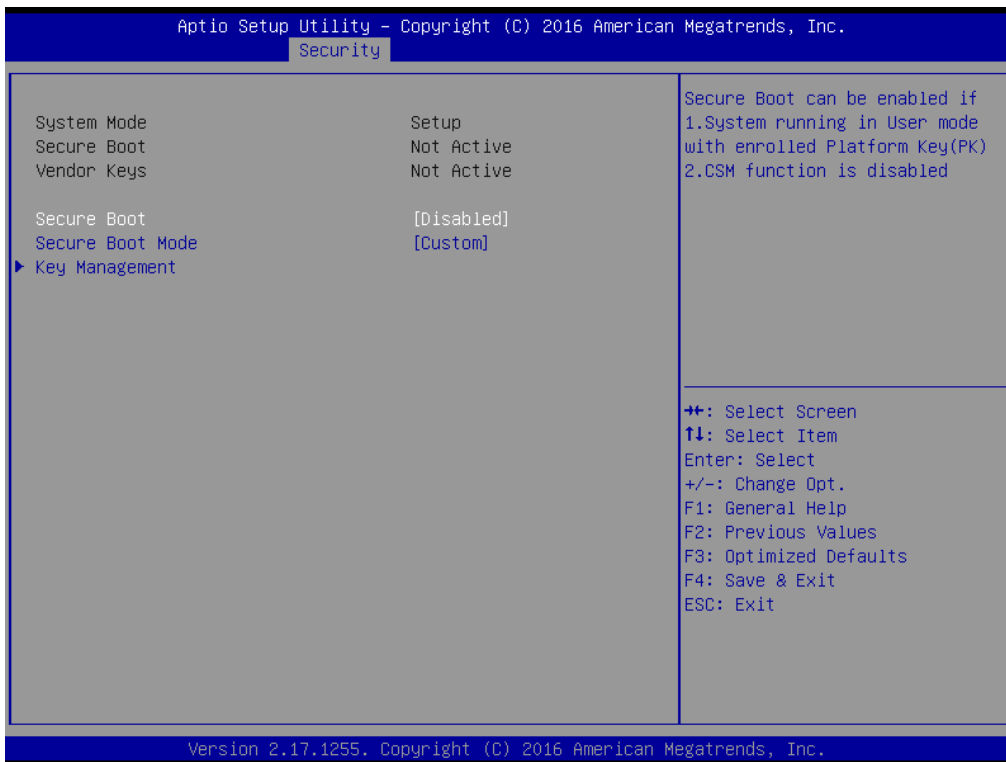 Aptio Setup Utility – Copyright (C) 2016 American Megatrends, Inc.
Security
System Mode Setup
Secure Boot Not Active
Vendor Keys Not Active
Secure Boot [Disabled]
Secure Boot Mode [Custom]
▶ Key Management
Secure Boot can be enabled if
1.System running in User mode
with enrolled Platform Key(PK)
2.CSM function is disabled
→←: Select Screen
↑↓: Select Item
Enter: Select
+/-: Change Opt.
F1: General Help
F2: Previous Values
F3: Optimized Defaults
F4: Save & Exit
ESC: Exit
Version 2.17.1255. Copyright (C) 2016 American Megatrends, Inc.